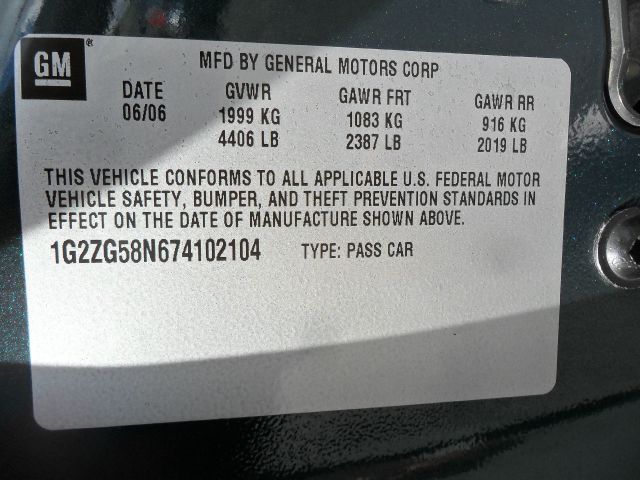 GM®
MFD BY GENERAL MOTORS CORP
DATE GVWR GAWR FRT GAWR RR
06/06 1999 KG 1083 KG 916 KG
4406 LB 2387 LB 2019 LB
THIS VEHICLE CONFORMS TO ALL APPLICABLE U.S. FEDERAL MOTOR
VEHICLE SAFETY, BUMPER, AND THEFT PREVENTION STANDARDS IN
EFFECT ON THE DATE OF MANUFACTURE SHOWN ABOVE.
1G2ZG58N674102104 TYPE: PASS CAR